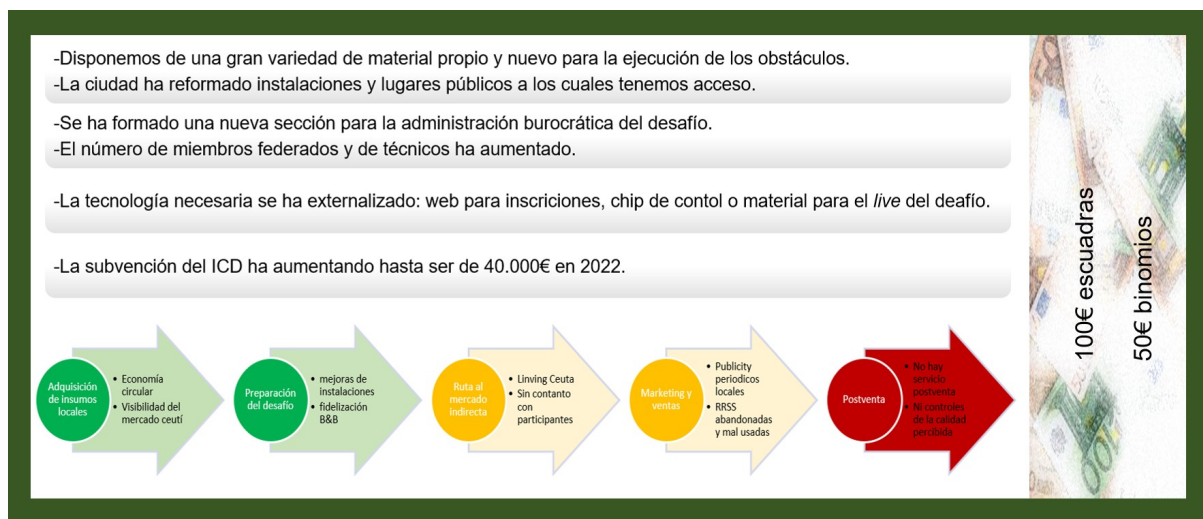 -Disponemos de una gran variedad de material propio y nuevo para la ejecución de los obstáculos.
-La ciudad ha reformado instalaciones y lugares públicos a los cuales tenemos acceso.
-Se ha formado una nueva sección para la administración burocrática del desafío.
-El número de miembros federados y de técnicos ha aumentado.
-La tecnología necesaria se ha externalizado: web para inscriciones, chip de contol o material para el live del deafío.
-La subvención del ICD ha aumentando hasta ser de 40.000€ en 2022.
Adquisición
de insumos
locales
• Economía
circular
• Visibilidad del
mercado ceutí
Preparación
del desafío
• mejoras de
instalaciones
• fidelización
B&B
Ruta al
mercado
indirecta
• Linving Ceuta
• Sin contanto
con
participantes
Marketing y
ventas
• Publicity
periodicos
locales
• RRSS
abandonadas
y mal usadas
Postventa
• No hay
servicio
postventa
• Ni controles
de la calidad
percibida
100€ escuadras
50€ binomios
100